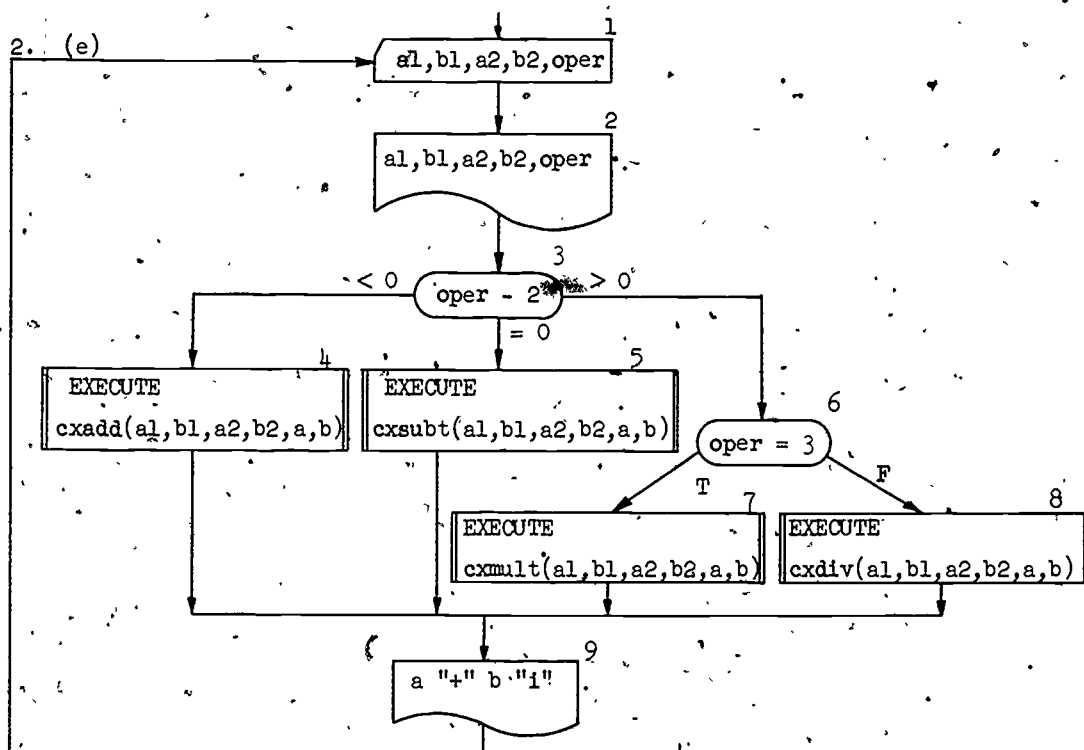 1
2. (e)
a1,b1,a2,b2,oper
2
a1,b1,a2,b2,oper
3
< 0
oper - 2
> 0
= 0
4
EXECUTE
cxadd(a1,b1,a2,b2,a,b)
5
EXECUTE
cxsubt(a1,b1,a2,b2,a,b)
6
oper = 3
T
F
7
EXECUTE
cxmult(a1,b1,a2,b2,a,b)
8
EXECUTE
cxdiv(a1,b1,a2,b2,a,b)
9
a "+" b "i"